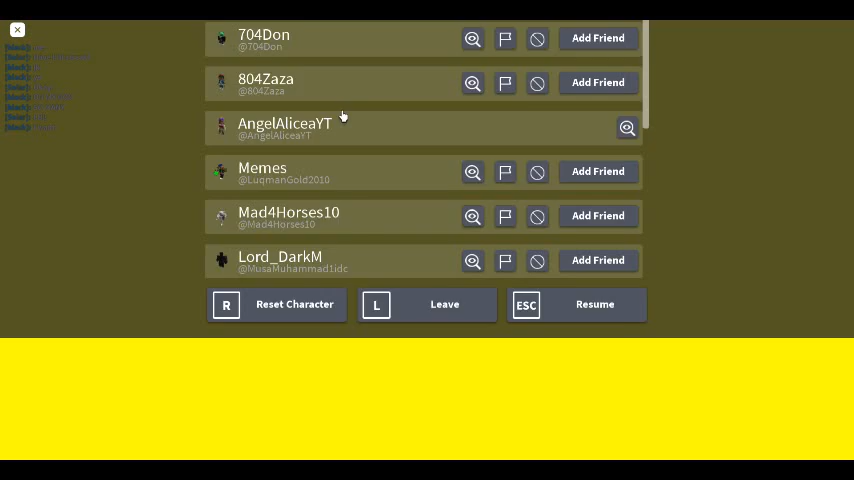 704Don
@704Don
Add Friend
804Zaza
@804Zaza
Add Friend
AngelAliceaYT
@AngelAliceaYT
Memes
@LuqmanGold2010
Add Friend
Mad4Horses10
@Mad4Horses10
Add Friend
Lord_DarkM
@MusaMuhammad1idc
Add Friend
R Reset Character
L Leave
ESC Resume